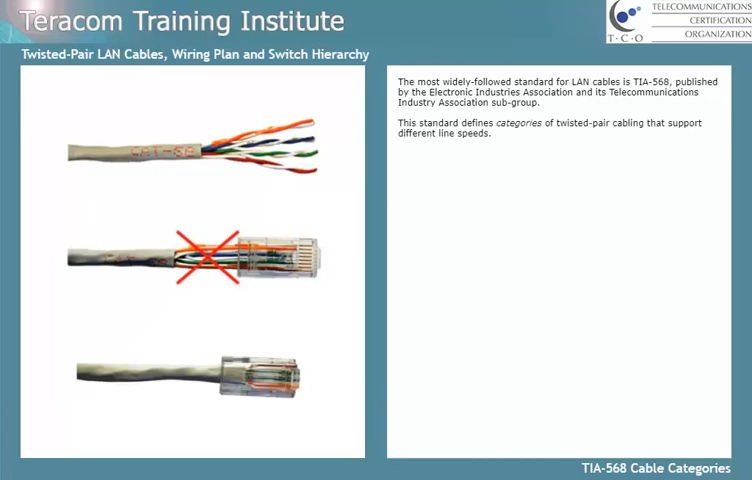 Teracom Training Institute
TELECOMMUNICATIONS
CERTIFICATION
ORGANIZATION
T·C·O
Twisted-Pair LAN Cables, Wiring Plan and Switch Hierarchy
The most widely-followed standard for LAN cables is TIA-568, published
by the Electronic Industries Association and its Telecommunications
Industry Association sub-group.
This standard defines categories of twisted-pair cabling that support
different line speeds.
TIA-568 Cable Categories